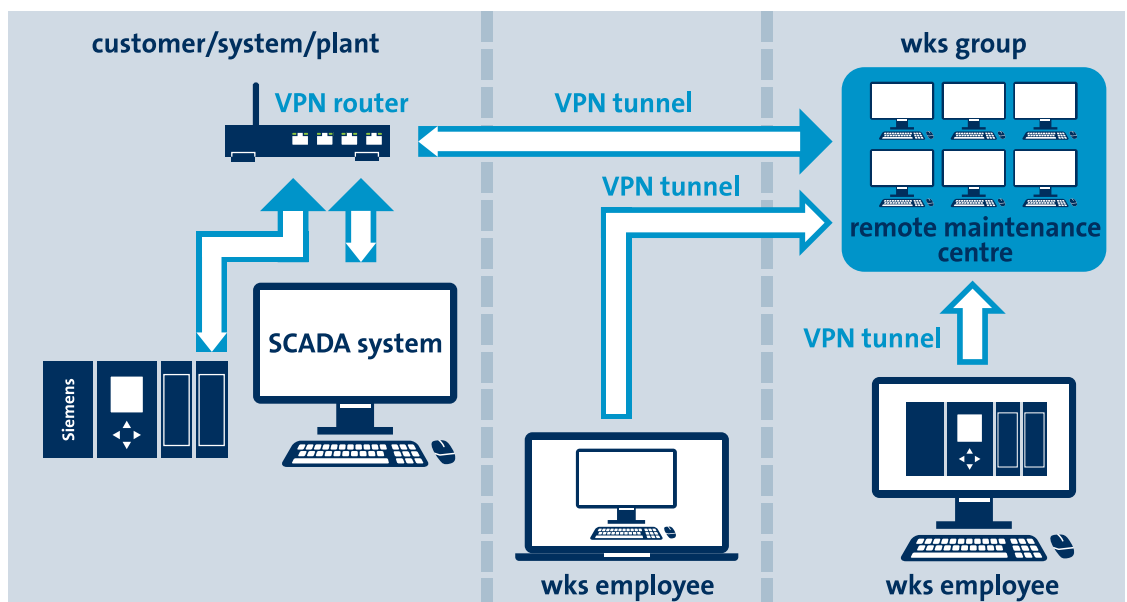 customer/system/plant
wks group
VPN router
VPN tunnel
VPN tunnel
remote maintenance
centre
SCADA system
VPN tunnel
Siemens
wks employee
wks employee